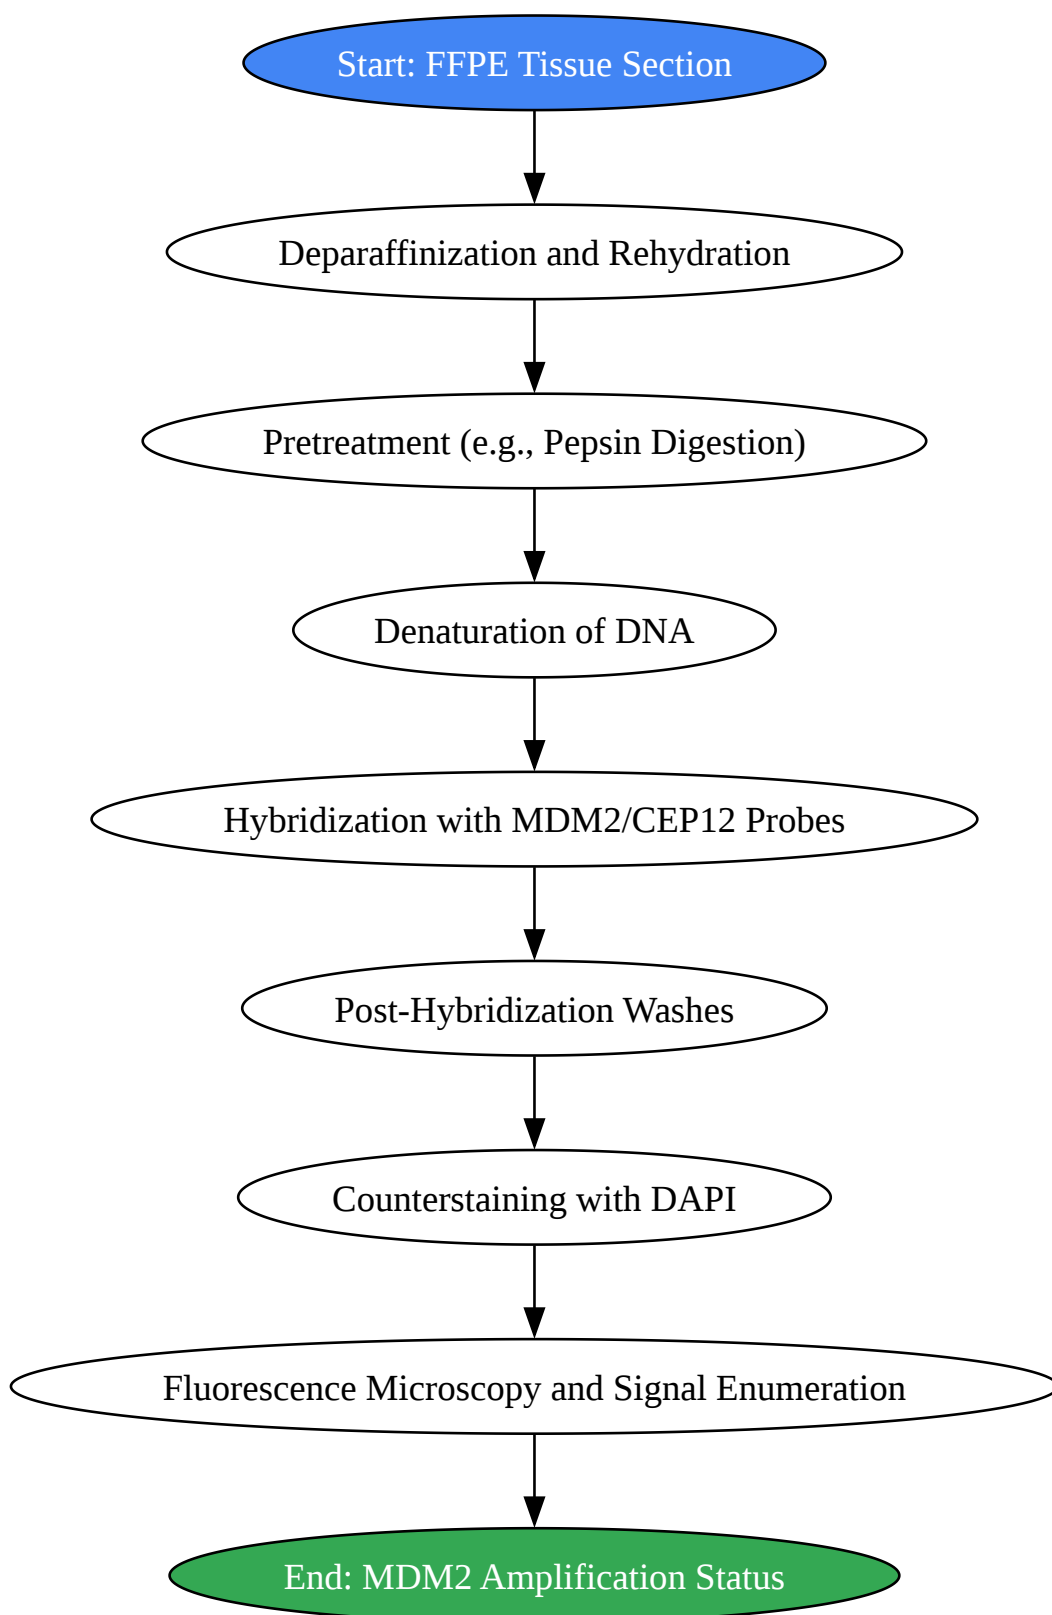 Start: FFPE Tissue Section
Deparaffinization and Rehydration
Pretreatment (e.g., Pepsin Digestion)
Denaturation of DNA
Hybridization with MDM2/CEP12 Probes
Post-Hybridization Washes
Counterstaining with DAPI
Fluorescence Microscopy and Signal Enumeration
End: MDM2 Amplification Status